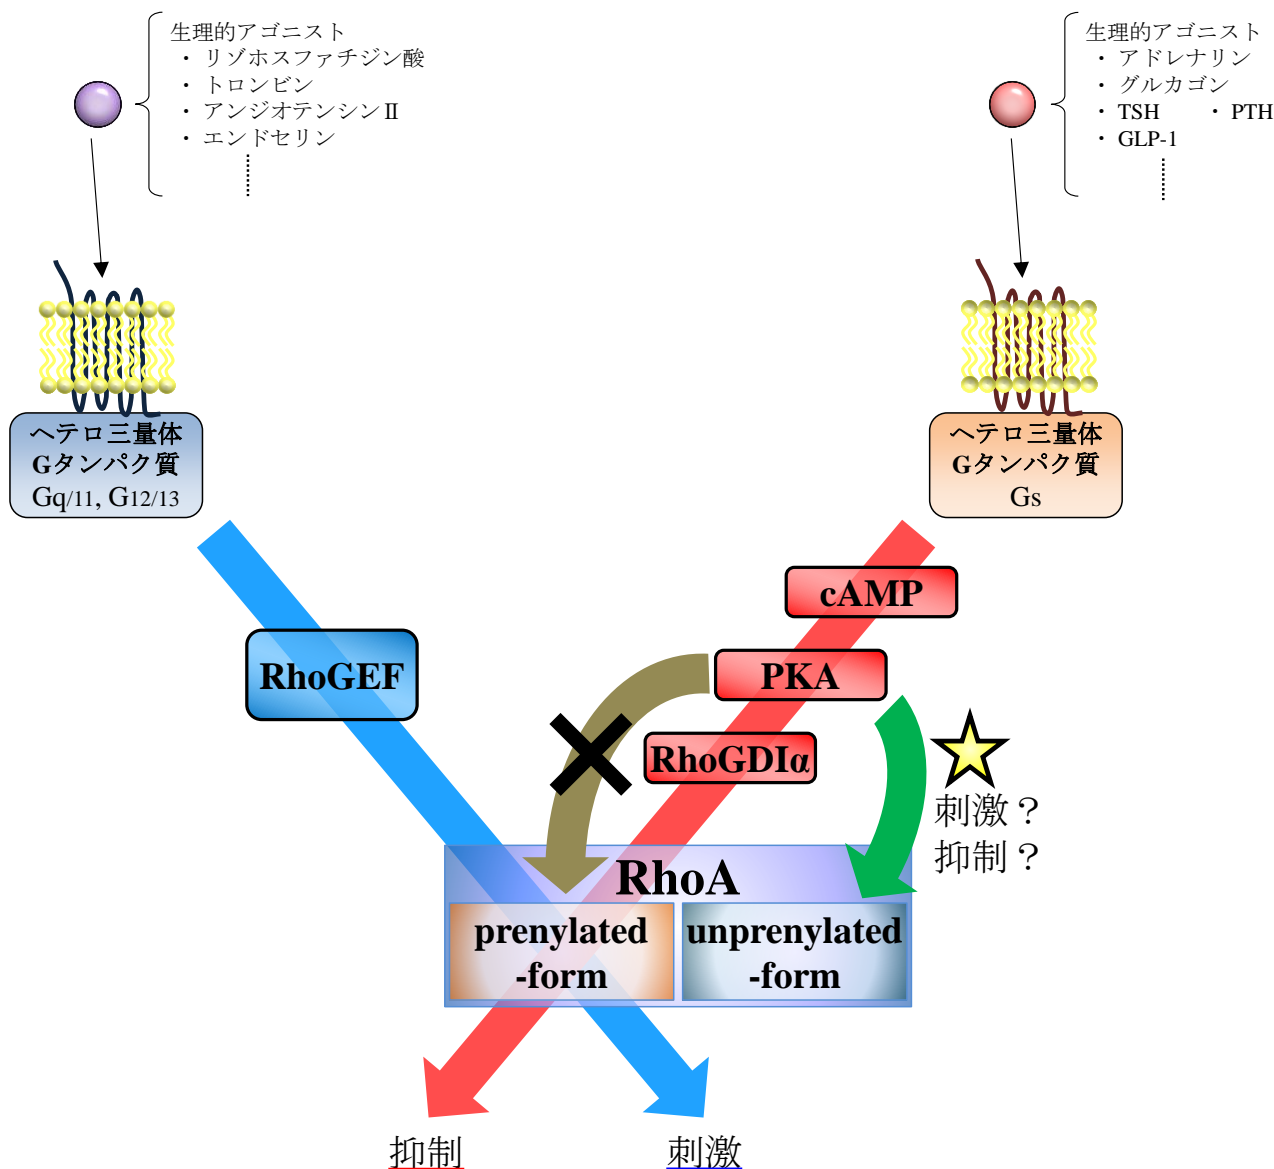 生理的アゴニスト
・ リゾホスファチジン酸
・ トロンビン
・ アンジオテンシンⅡ
・ エンドセリン
生理的アゴニスト
・ アドレナリン
・ グルカゴン
・ TSH ・ PTH
・ GLP-1
ヘテロ三量体
Gタンパク質
Gq/11, G12/13
ヘテロ三量体
Gタンパク質
Gs
cAMP
RhoGEF
PKA
RhoGDIα
刺激？
抑制？
RhoA
prenylated
-form
unprenylated
-form
抑制
刺激